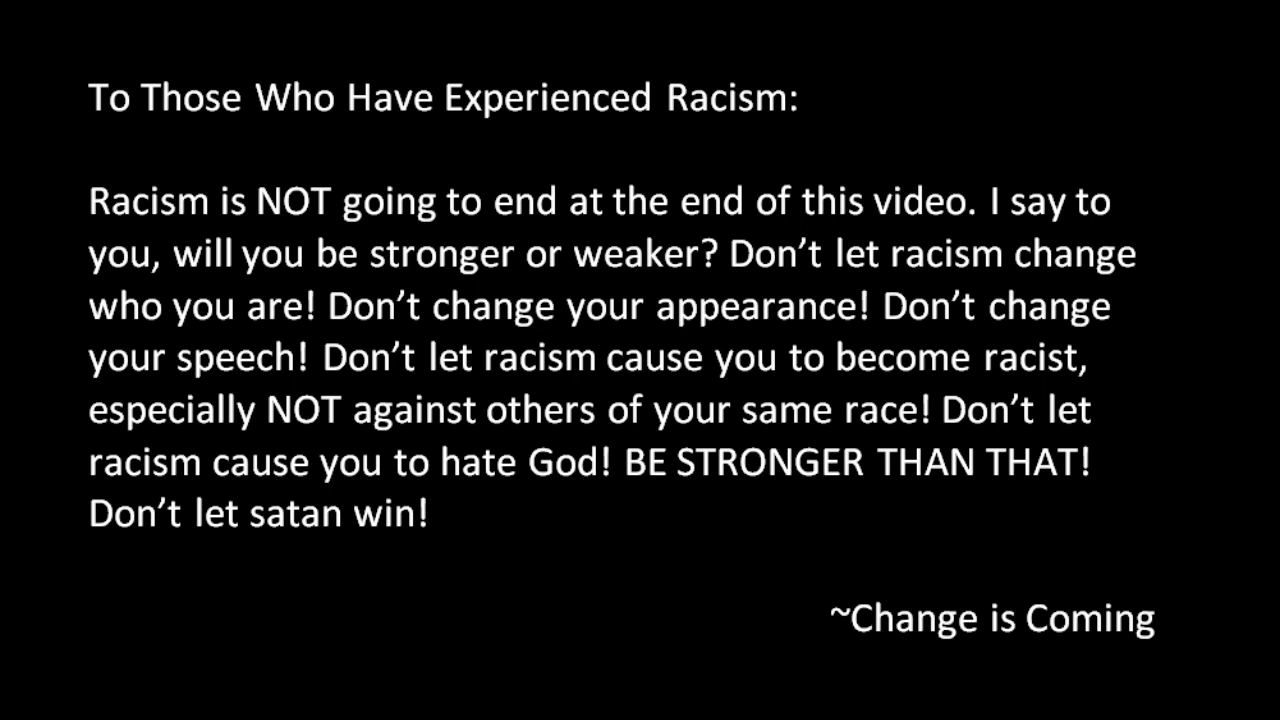 To Those Who Have Experienced Racism:
Racism is NOT going to end at the end of this video. I say to
you, will you be stronger or weaker? Don’t let racism change
who you are! Don’t change your appearance! Don’t change
your speech! Don’t let racism cause you to become racist,
especially NOT against others of your same race! Don’t let
racism cause you to hate God! BE STRONGER THAN THAT!
Don’t let satan win!
~Change is Coming